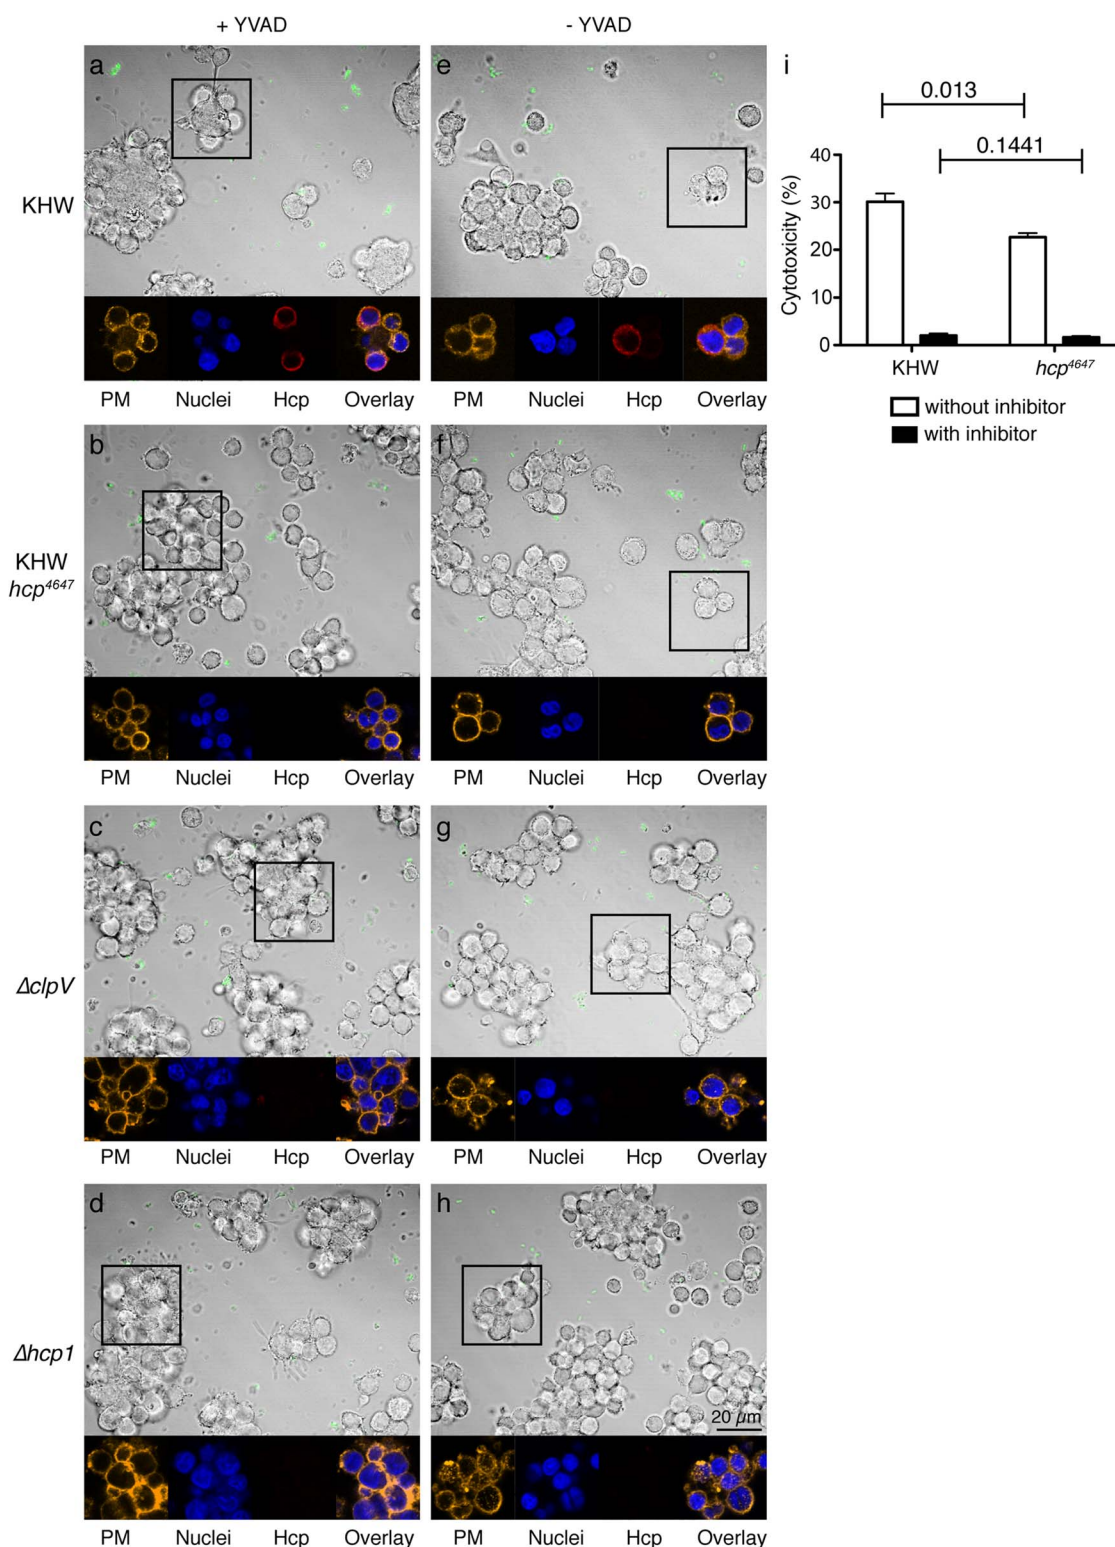 + YVAD - YVAD
a e i
KHW
PM Nuclei Hcp Overlay PM Nuclei Hcp Overlay
b f
KHW
hcp⁴⁶⁴⁷
PM Nuclei Hcp Overlay PM Nuclei Hcp Overlay
c g
ΔclpV
PM Nuclei Hcp Overlay PM Nuclei Hcp Overlay
d h
Δhcp1
20 µm
PM Nuclei Hcp Overlay PM Nuclei Hcp Overlay
0.013
0.1441
Cytotoxicity (%)
40
30
20
10
0
KHW hcp⁴⁶⁴⁷
without inhibitor
with inhibitor